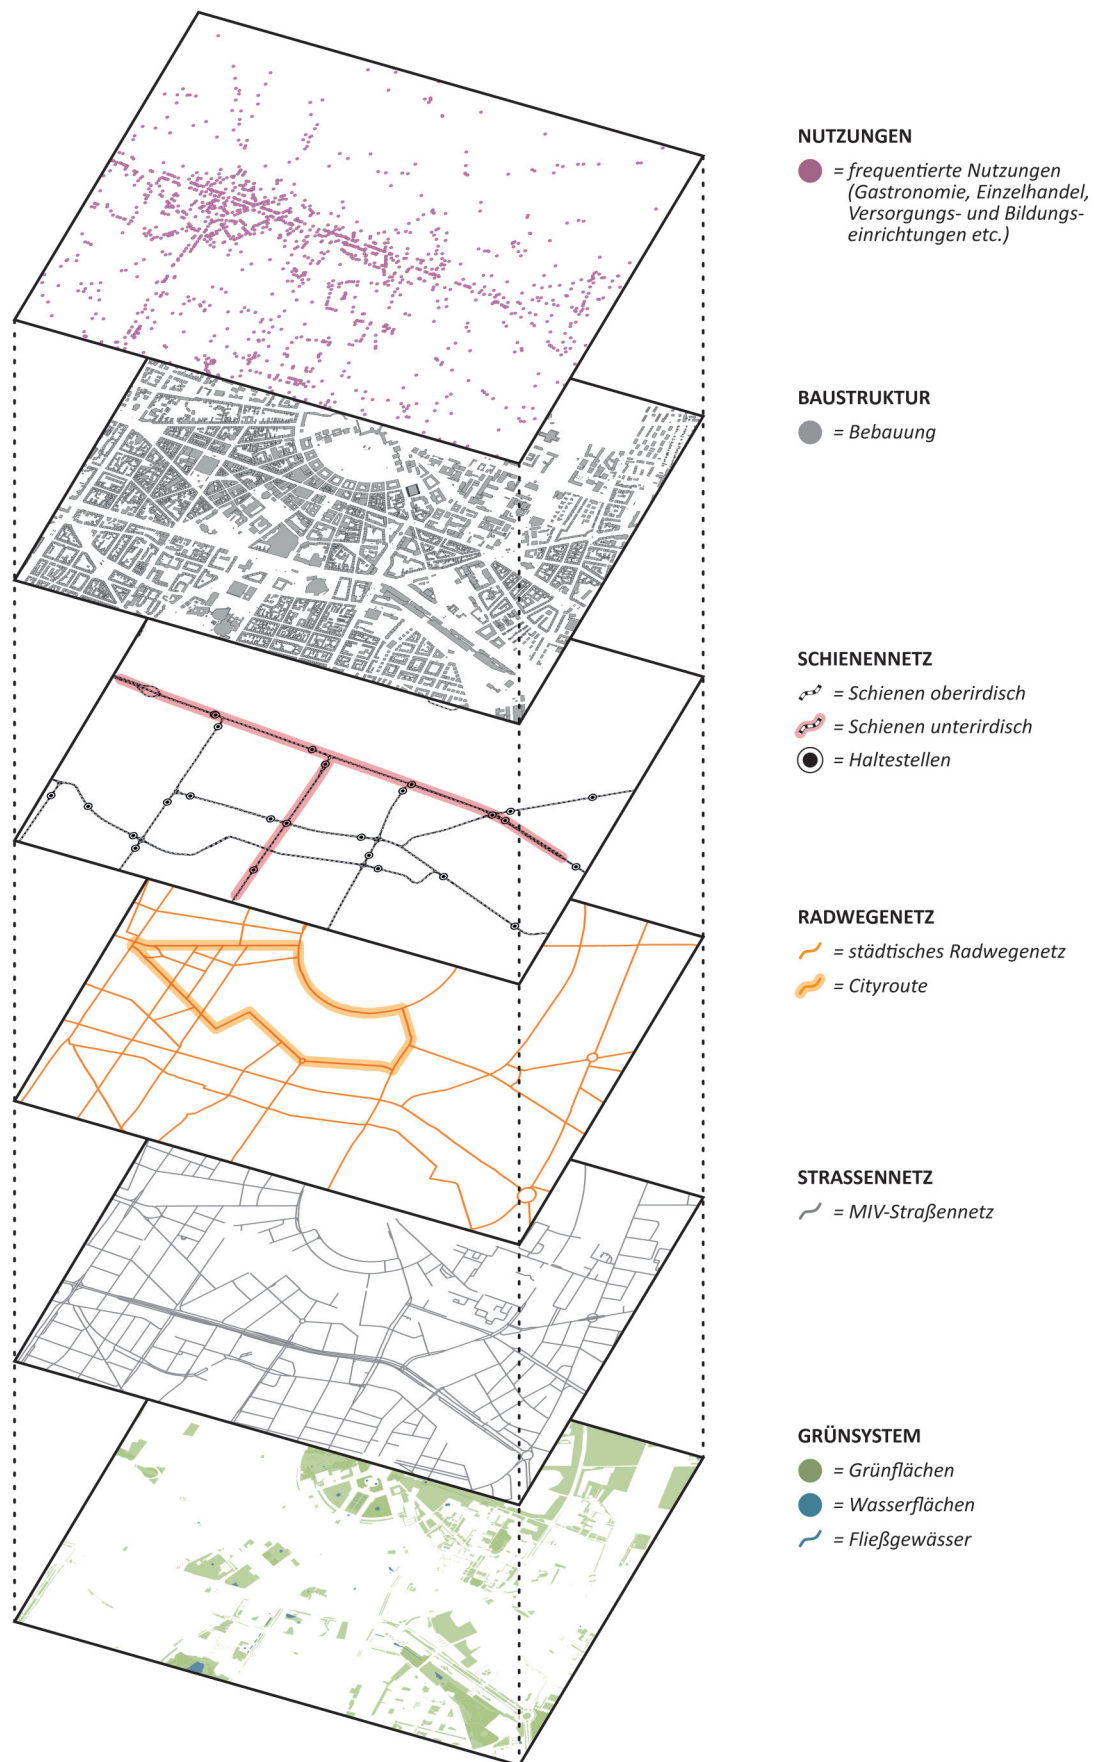 NUTZUNGEN
= frequentierte Nutzungen
(Gastronomie, Einzelhandel,
Versorgungs- und Bildungs-
einrichtungen etc.)
BAUSTRUKTUR
= Bebauung
SCHIENENNETZ
= Schienen oberirdisch
= Schienen unterirdisch
= Haltestellen
RADWEGENETZ
= städtisches Radwegenetz
= Cityroute
STRASSENNETZ
= MIV-Straßennetz
GRÜNSYSTEM
= Grünflächen
= Wasserflächen
= Fließgewässer